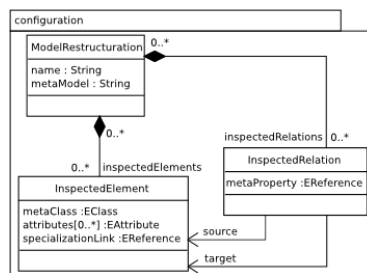 configuration
ModelRestructuration
name : String
metaModel : String
0..*
0..*
inspectedRelations 0..*
0..* inspectedElements
InspectedRelation
metaProperty :EReference
InspectedElement
metaClass :EClass
attributes[0..*] :EAttribute
specializationLink :EReference
source
target